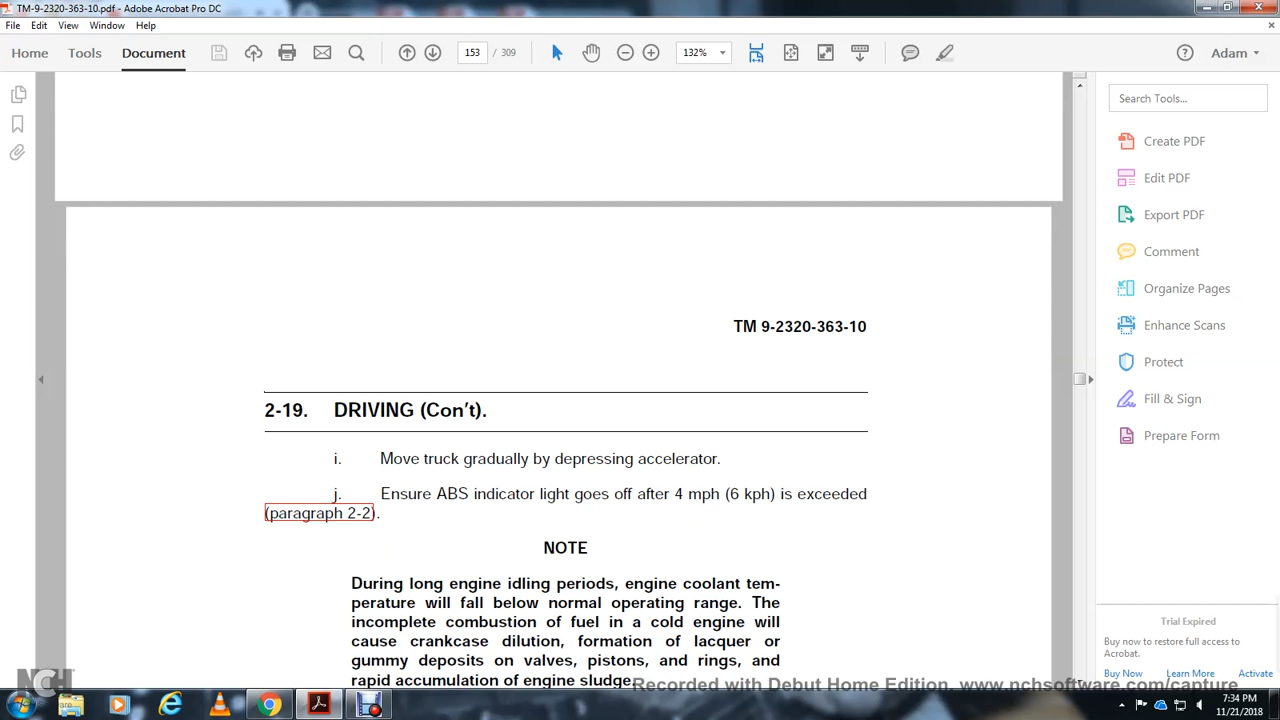 TM-9-2320-363-10.pdf - Adobe Acrobat Pro DC
File Edit View Window Help
Home Tools Document 153 / 309 132% Adam
Search Tools...
Create PDF
Edit PDF
Export PDF
Comment
Organize Pages
Enhance Scans
Protect
Fill & Sign
Prepare Form
Trial Expired
Buy now to restore full access to
Acrobat.
Buy Now Learn More Activate
TM 9-2320-363-10
2-19. DRIVING (Con't).
i. Move truck gradually by depressing accelerator.
j. Ensure ABS indicator light goes off after 4 mph (6 kph) is exceeded
(paragraph 2-2).
NOTE
During long engine idling periods, engine coolant tem-
perature will fall below normal operating range. The
incomplete combustion of fuel in a cold engine will
cause crankcase dilution, formation of lacquer or
gummy deposits on valves, pistons, and rings, and
rapid accumulation of engine sludge.
NCH
Recorded with Debut Home Edition. www.nchsoftware.com/capture
7:34 PM
11/21/2018